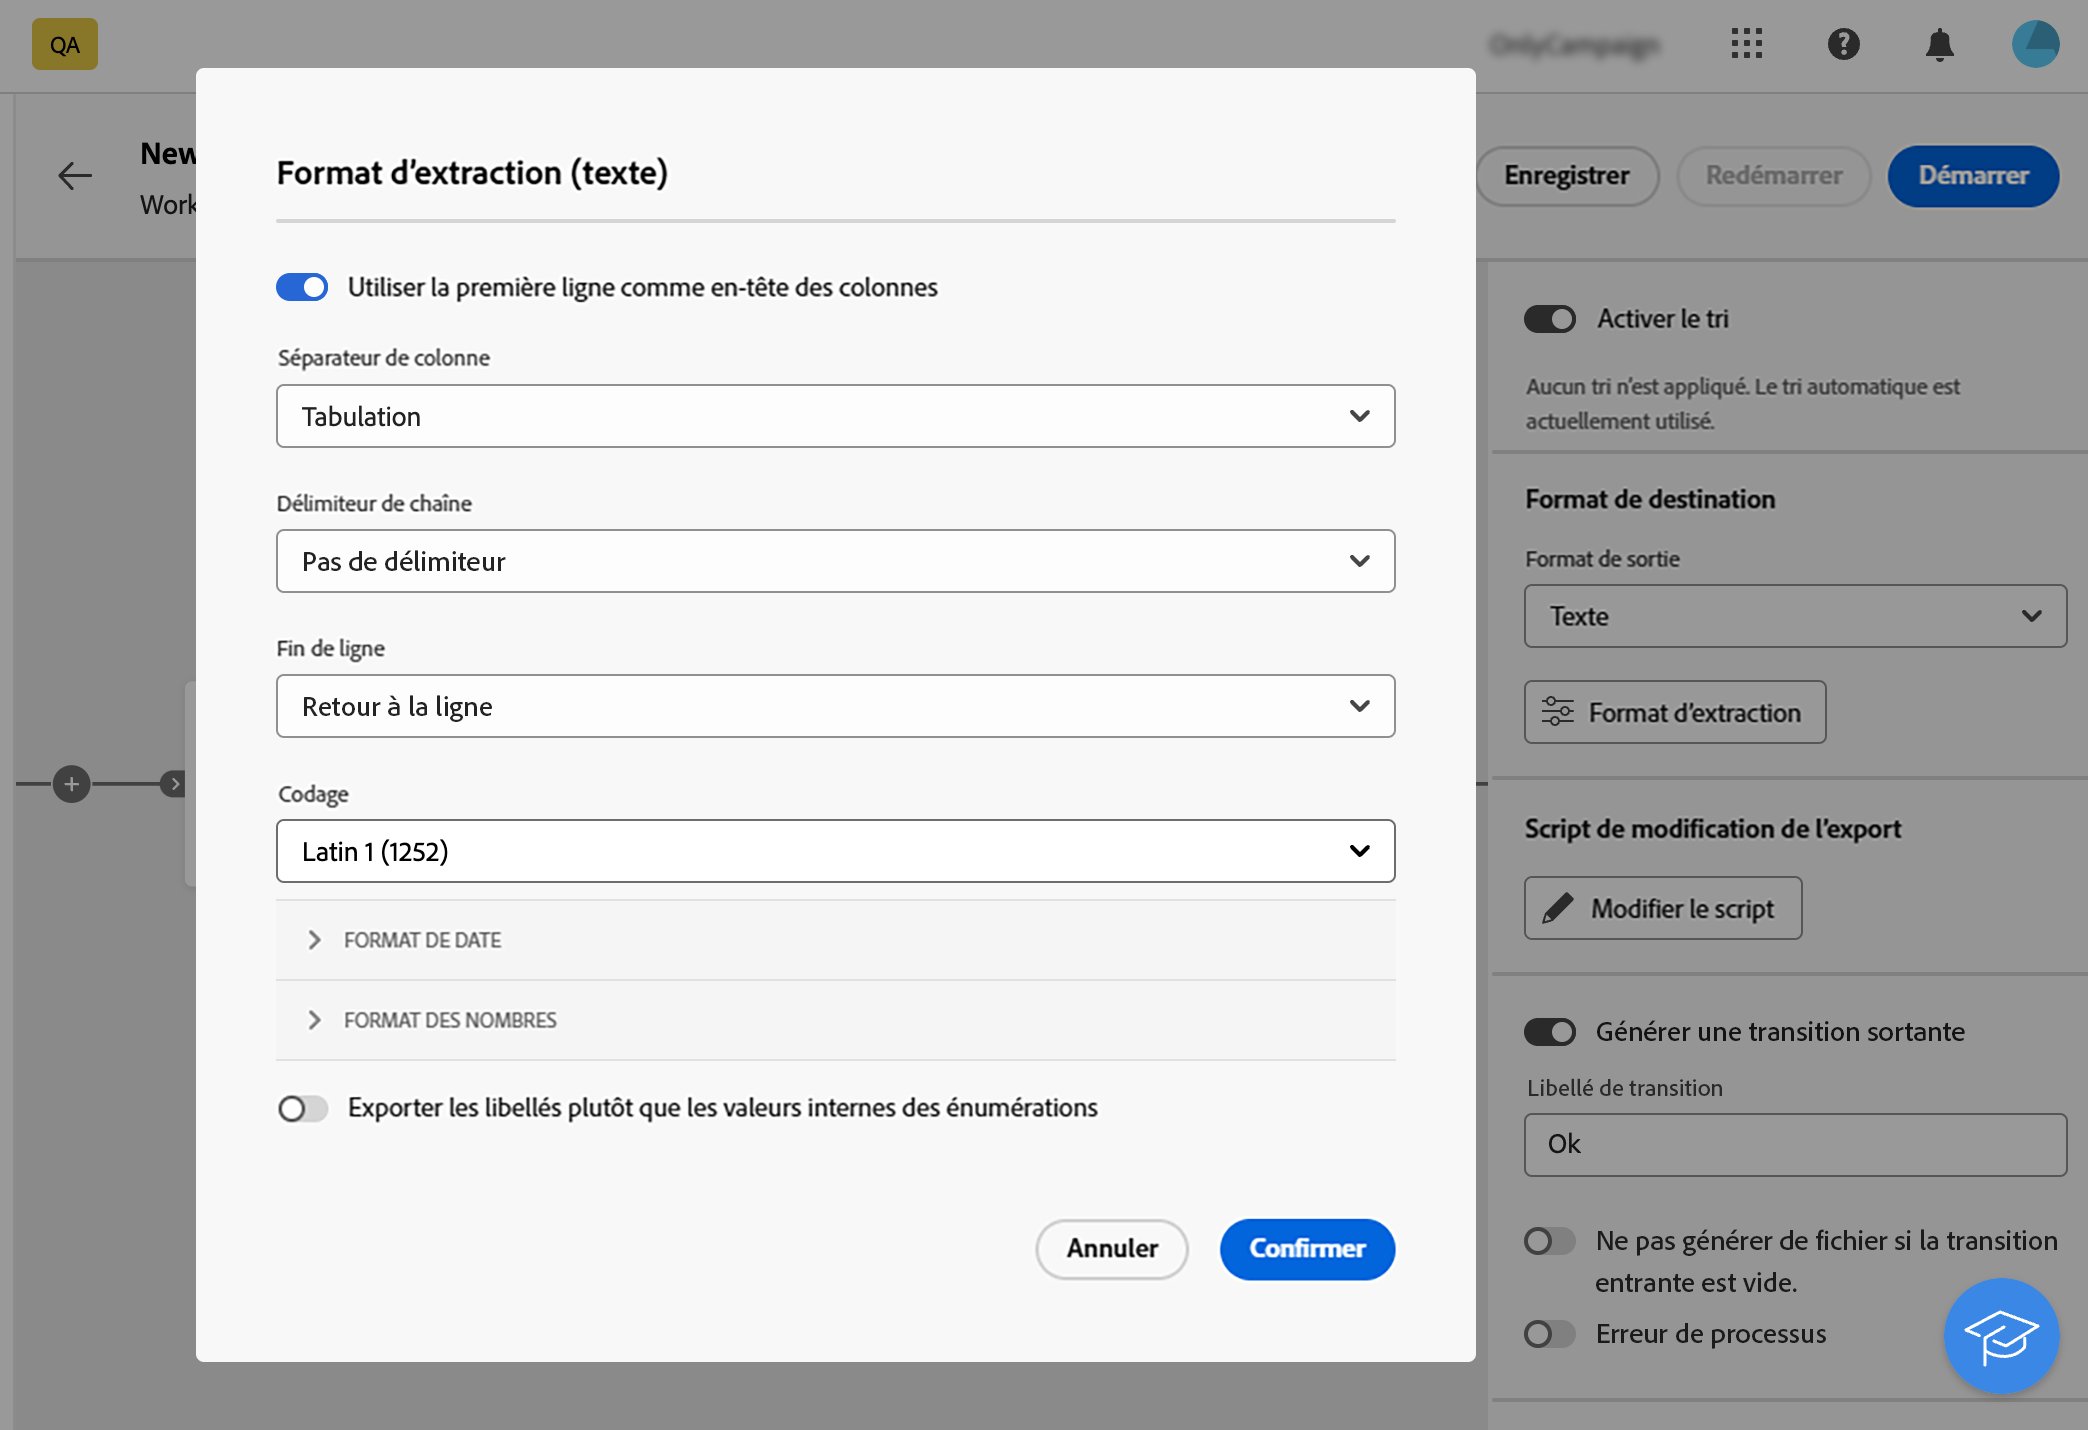 QA
New
Work
Enregistrer
Redémarrer
Démarrer
Format d’extraction (texte)
Utiliser la première ligne comme en-tête des colonnes
Séparateur de colonne
Tabulation
Délimiteur de chaîne
Pas de délimiteur
Fin de ligne
Retour à la ligne
Codage
Latin 1 (1252)
FORMAT DE DATE
FORMAT DES NOMBRES
Exporter les libellés plutôt que les valeurs internes des énumérations
Annuler
Confirmer
Activer le tri
Aucun tri n’est appliqué. Le tri automatique est
actuellement utilisé.
Format de destination
Format de sortie
Texte
Format d’extraction
Script de modification de l’export
Modifier le script
Générer une transition sortante
Libellé de transition
Ok
Ne pas générer de fichier si la transition
entrante est vide.
Erreur de processus